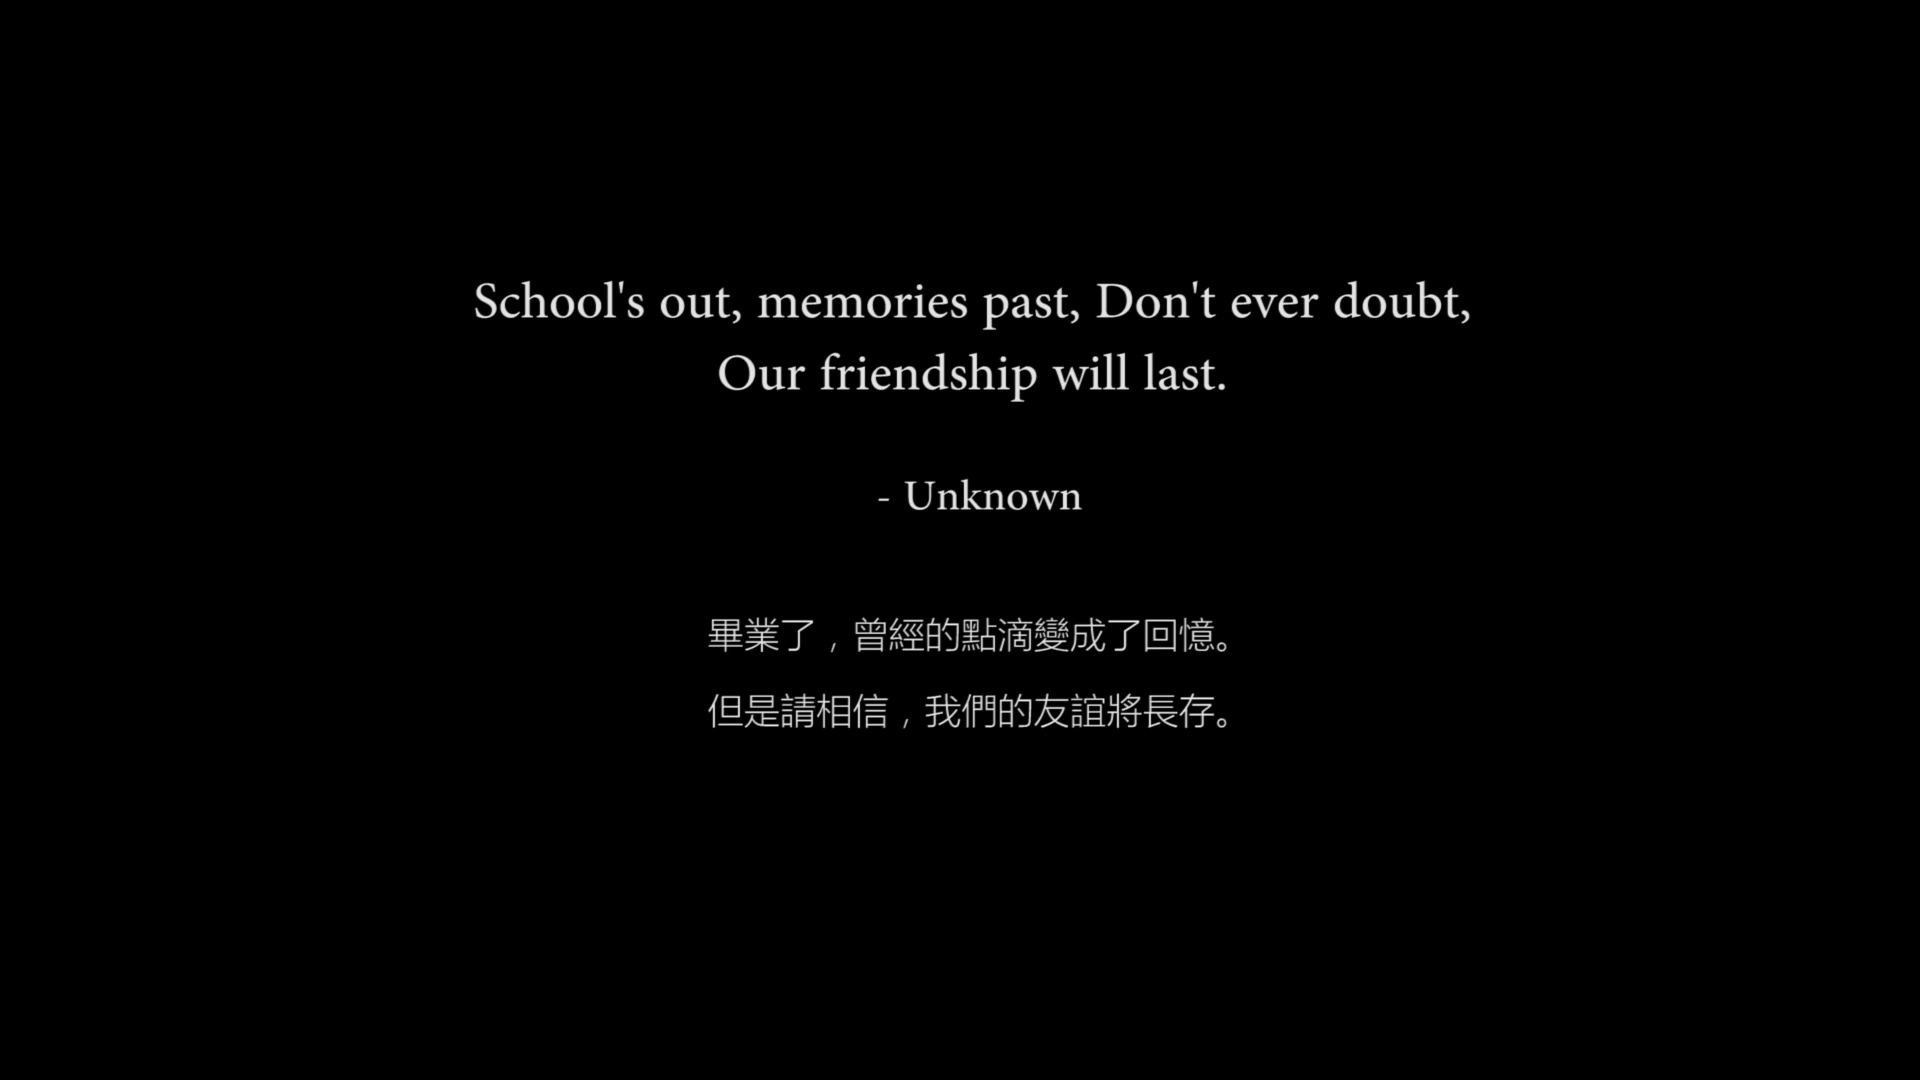 School's out, memories past, Don't ever doubt,
Our friendship will last.
- Unknown
畢業了，曾經的點滴變成了回憶。
但是請相信，我們的友誼將長存。